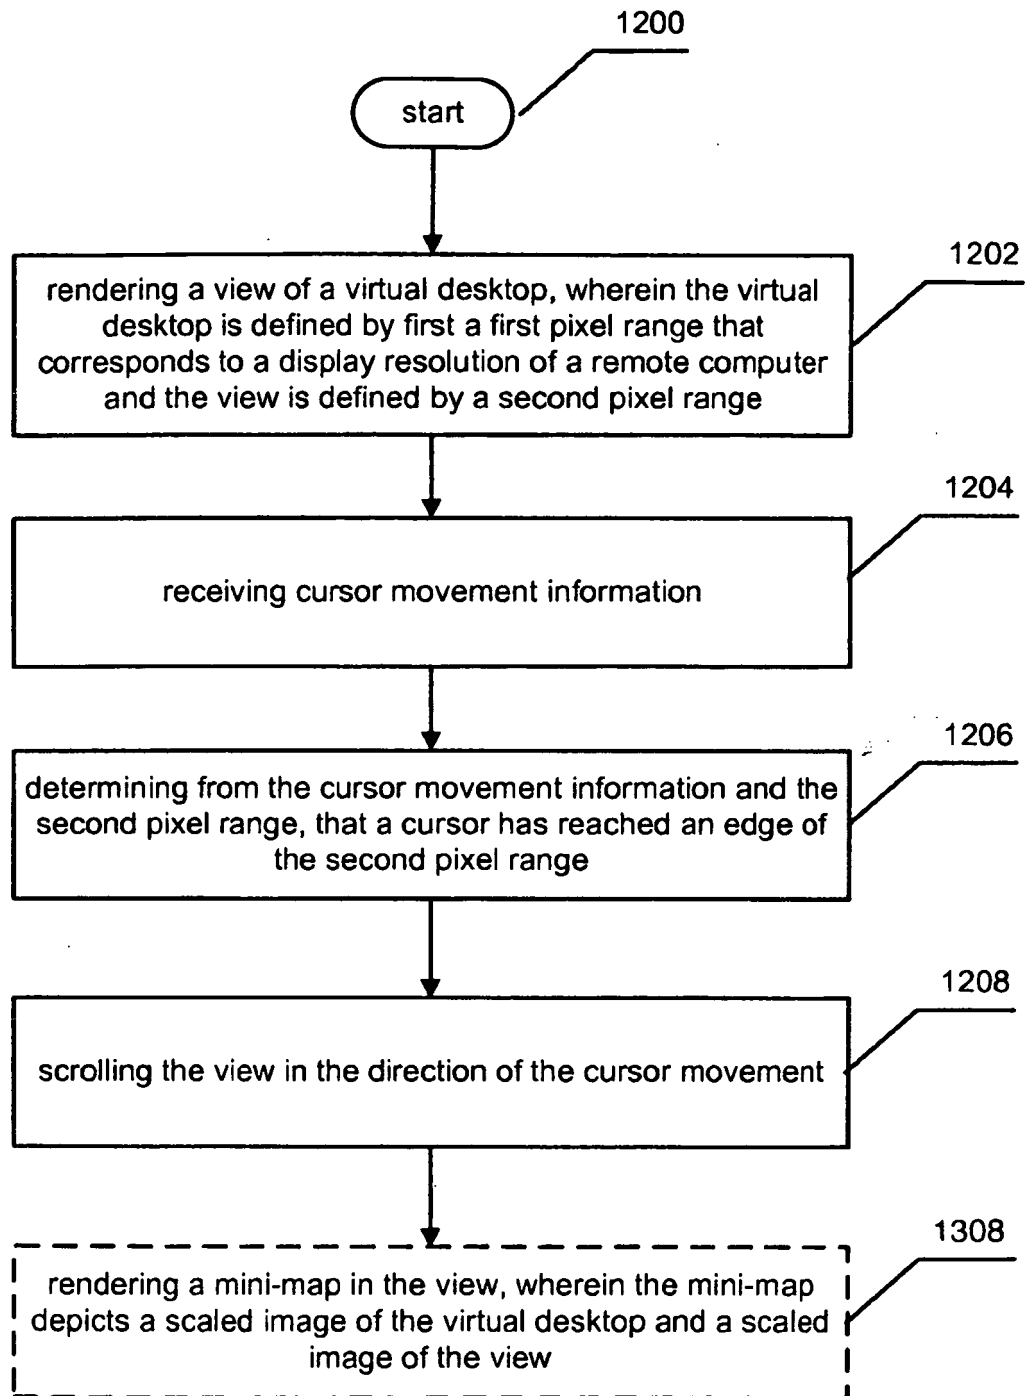 1200
start
1202
rendering a view of a virtual desktop, wherein the virtual
desktop is defined by first a first pixel range that
corresponds to a display resolution of a remote computer
and the view is defined by a second pixel range
1204
receiving cursor movement information
1206
determining from the cursor movement information and the
second pixel range, that a cursor has reached an edge of
the second pixel range
1208
scrolling the view in the direction of the cursor movement
1308
rendering a mini-map in the view, wherein the mini-map
depicts a scaled image of the virtual desktop and a scaled
image of the view